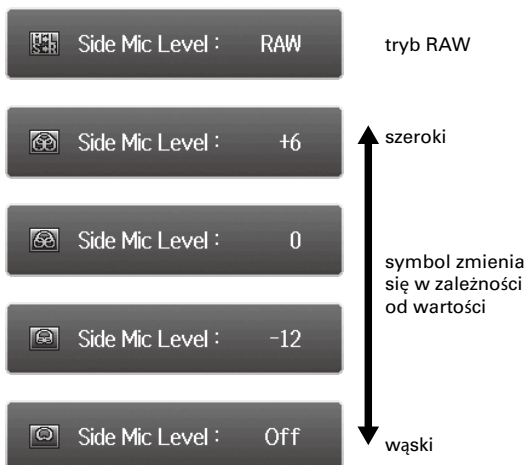 Side Mic Level : RAW
tryb RAW
Side Mic Level : +6
szeroki
Side Mic Level : 0
symbol zmienia
się w zależności
od wartości
Side Mic Level : -12
Side Mic Level : Off
wąski